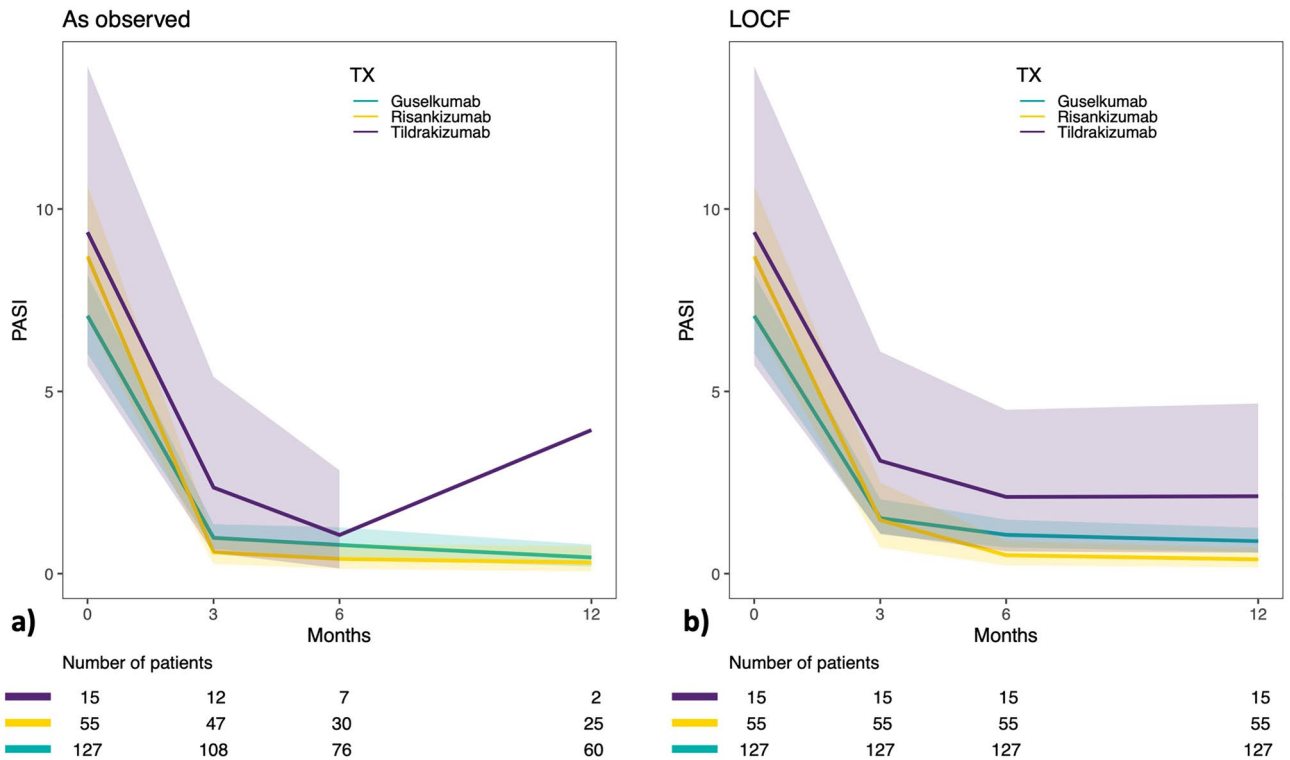 As observed
TX
Guselkumab
Risankizumab
Tildrakizumab
10
5
0
PASI
0 3 6 12
Months
a)
Number of patients
15 12 7 2
55 47 30 25
127 108 76 60
LOCF
TX
Guselkumab
Risankizumab
Tildrakizumab
10
5
0
PASI
0 3 6 12
Months
b)
Number of patients
15 15 15 15
55 55 55 55
127 127 127 127